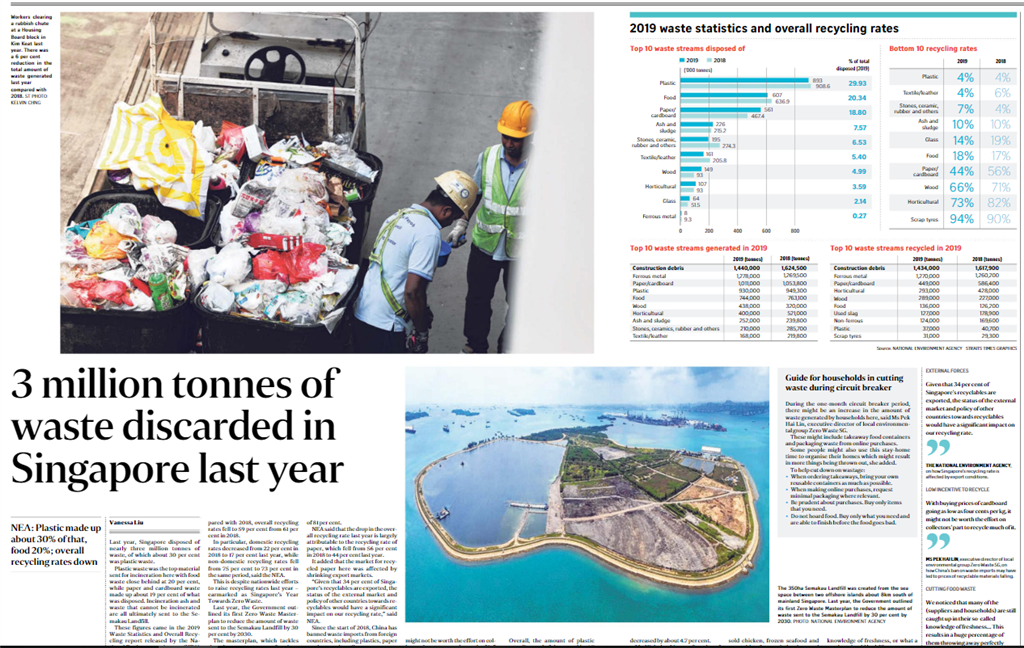 Workers clearing
a rubbish chute
at a Housing
Board block in
Kim Keat last
year. There was
a 6 per cent
reduction in the
total amount of
waste generated
last year
compared with
2018. ST PHOTO:
KELVIN CHNG
2019 waste statistics and overall recycling rates
Top 10 waste streams disposed of
2019 2018
('000 tonnes)
% of total
disposed (2019)
Plastic 893 908.6 29.93
Food 607 636.9 20.34
Paper/
cardboard 561 467.4 18.80
Ash and
sludge 226 215.2 7.57
Stones, ceramic,
rubber and others 195 274.3 6.53
Textile/leather 161 205.8 5.40
Wood 149 93 4.99
Horticultural 107 93 3.59
Glass 64 51.5 2.14
Ferrous metal 8 9.3 0.27
0 200 400 600 800
Bottom 10 recycling rates
2019 2018
Plastic 4% 4%
Textile/leather 4% 6%
Stones, ceramic,
rubber and others 7% 4%
Ash and
sludge 10% 10%
Glass 14% 19%
Food 18% 17%
Paper/
cardboard 44% 56%
Wood 66% 71%
Horticultural 73% 82%
Scrap tyres 94% 90%
Top 10 waste streams generated in 2019
2019 (tonnes) 2018 (tonnes)
Construction debris 1,440,000 1,624,500
Ferrous metal 1,278,000 1,269,500
Paper/cardboard 1,011,000 1,053,800
Plastic 930,000 949,300
Food 744,000 763,100
Wood 438,000 320,000
Horticultural 400,000 521,000
Ash and sludge 252,000 239,800
Stones, ceramics, rubber and others 210,000 285,700
Textile/leather 168,000 219,800
Top 10 waste streams recycled in 2019
2019 (tonnes) 2018 (tonnes)
Construction debris 1,434,000 1,617,900
Ferrous metal 1,270,000 1,260,200
Paper/cardboard 449,000 586,400
Horticultural 293,000 428,000
Wood 289,000 227,000
Food 136,000 126,200
Used slag 127,000 178,900
Non-ferrous 124,000 169,600
Plastic 37,000 40,700
Scrap tyres 31,000 29,300
Source: NATIONAL ENVIRONMENT AGENCY STRAITS TIMES GRAPHICS
3 million tonnes of
waste discarded in
Singapore last year
NEA: Plastic made up
about 30% of that,
food 20%; overall
recycling rates down
Vanessa Liu
Last year, Singapore disposed of
nearly three million tonnes of
waste, of which about 30 per cent
was plastic waste.
Plastic waste was the top material
sent for incineration here with food
waste close behind at 20 per cent,
while paper and cardboard waste
made up about 19 per cent of what
was disposed. Incineration ash and
waste that cannot be incinerated
are all ultimately sent to the Se-
makau Landfill.
These figures came in the 2019
Waste Statistics and Overall Recy-
cling report released by the Na-
pared with 2018, overall recycling
rates fell to 59 per cent from 61 per
cent in 2018.
In particular, domestic recycling
rates decreased from 22 per cent in
2018 to 17 per cent last year, while
non-domestic recycling rates fell
from 75 per cent to 73 per cent in
the same period, said the NEA.
This is despite nationwide efforts
to raise recycling rates last year –
earmarked as Singapore's Year
Towards Zero Waste.
Last year, the Government out-
lined its first Zero Waste Master-
plan to reduce the amount of waste
sent to the Semakau Landfill by 30
per cent by 2030.
The masterplan, which tackles
of 81 per cent.
NEA said that the drop in the over-
all recycling rate last year is largely
attributable to the recycling rate of
paper, which fell from 56 per cent
in 2018 to 44 per cent last year.
It added that the market for recy-
cled paper here was affected by
shrinking export markets.
"Given that 34 per cent of Singa-
pore's recyclables are exported, the
status of the external market and
policy of other countries towards re-
cyclables would have a significant
impact on our recycling rate," said
NEA.
Since the start of 2018, China has
banned waste imports from foreign
countries, including plastics, paper
The 350ha Semakau Landfill was created from the sea
space between two offshore islands about 8km south of
mainland Singapore. Last year, the Government outlined
its first Zero Waste Masterplan to reduce the amount of
waste sent to the Semakau Landfill by 30 per cent by
2030. PHOTO: NATIONAL ENVIRONMENT AGENCY
Guide for households in cutting
waste during circuit breaker
During the one-month circuit breaker period,
there might be an increase in the amount of
waste generated by households here, said Ms Pek
Hai Lin, executive director of local environmen-
tal group Zero Waste SG.
These might include takeaway food containers
and packaging waste from online purchases.
Some people might also use this stay-home
time to organise their homes which might result
in more things being thrown out, she added.
To help cut down on wastage:
• When ordering takeaways, bring your own
reusable containers as much as possible.
• When making online purchases, request
minimal packaging where relevant.
• Be prudent about purchases. Buy only items
that you need.
• Do not hoard food. Buy only what you need and
are able to finish before the food goes bad.
EXTERNAL FORCES
Given that 34 per cent of
Singapore's recyclables are
exported, the status of the external
market and policy of other
countries towards recyclables
would have a significant impact on
our recycling rate.
THE NATIONAL ENVIRONMENT AGENCY,
on how Singapore's recycling rate is
affected by export conditions.
LOW INCENTIVE TO RECYCLE
With buying prices of cardboard
going as low as four cents per kg, it
might not be worth the effort on
collectors' part to recycle much of it.
MS PEK HAI LIN, executive director of local
environmental group Zero Waste SG, on
how China's ban on waste imports may have
led to prices of recyclable materials falling.
CUTTING FOOD WASTE
We noticed that many of the
(suppliers and households) are still
caught up in their so-called
knowledge of freshness... This
results in a huge percentage of
them throwing away perfectly
might not be worth the effort on col-
Overall, the amount of plastic
decreased by about 4.7 per cent.
sold chicken, frozen seafood and
knowledge of freshness, or what a